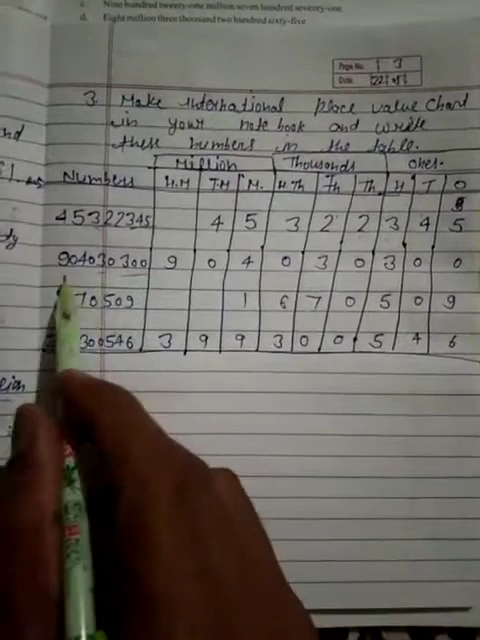 c. Nine hundred twenty-one million seven hundred seventy-one
d. Eight million three thousand two hundred sixty-five
Page No. 1 3
Date
3. Make international place value chart
in your note book and write
these numbers in the table.
Million Thousands Ones.
Numbers H.M T.M M. H.Th Th Th H T O
45322345 4 5 3 2 2 3 4 5
904030300 9 0 4 0 3 0 3 0 0
70509 1 6 7 0 5 0 9
300546 3 9 9 3 0 0 5 4 6